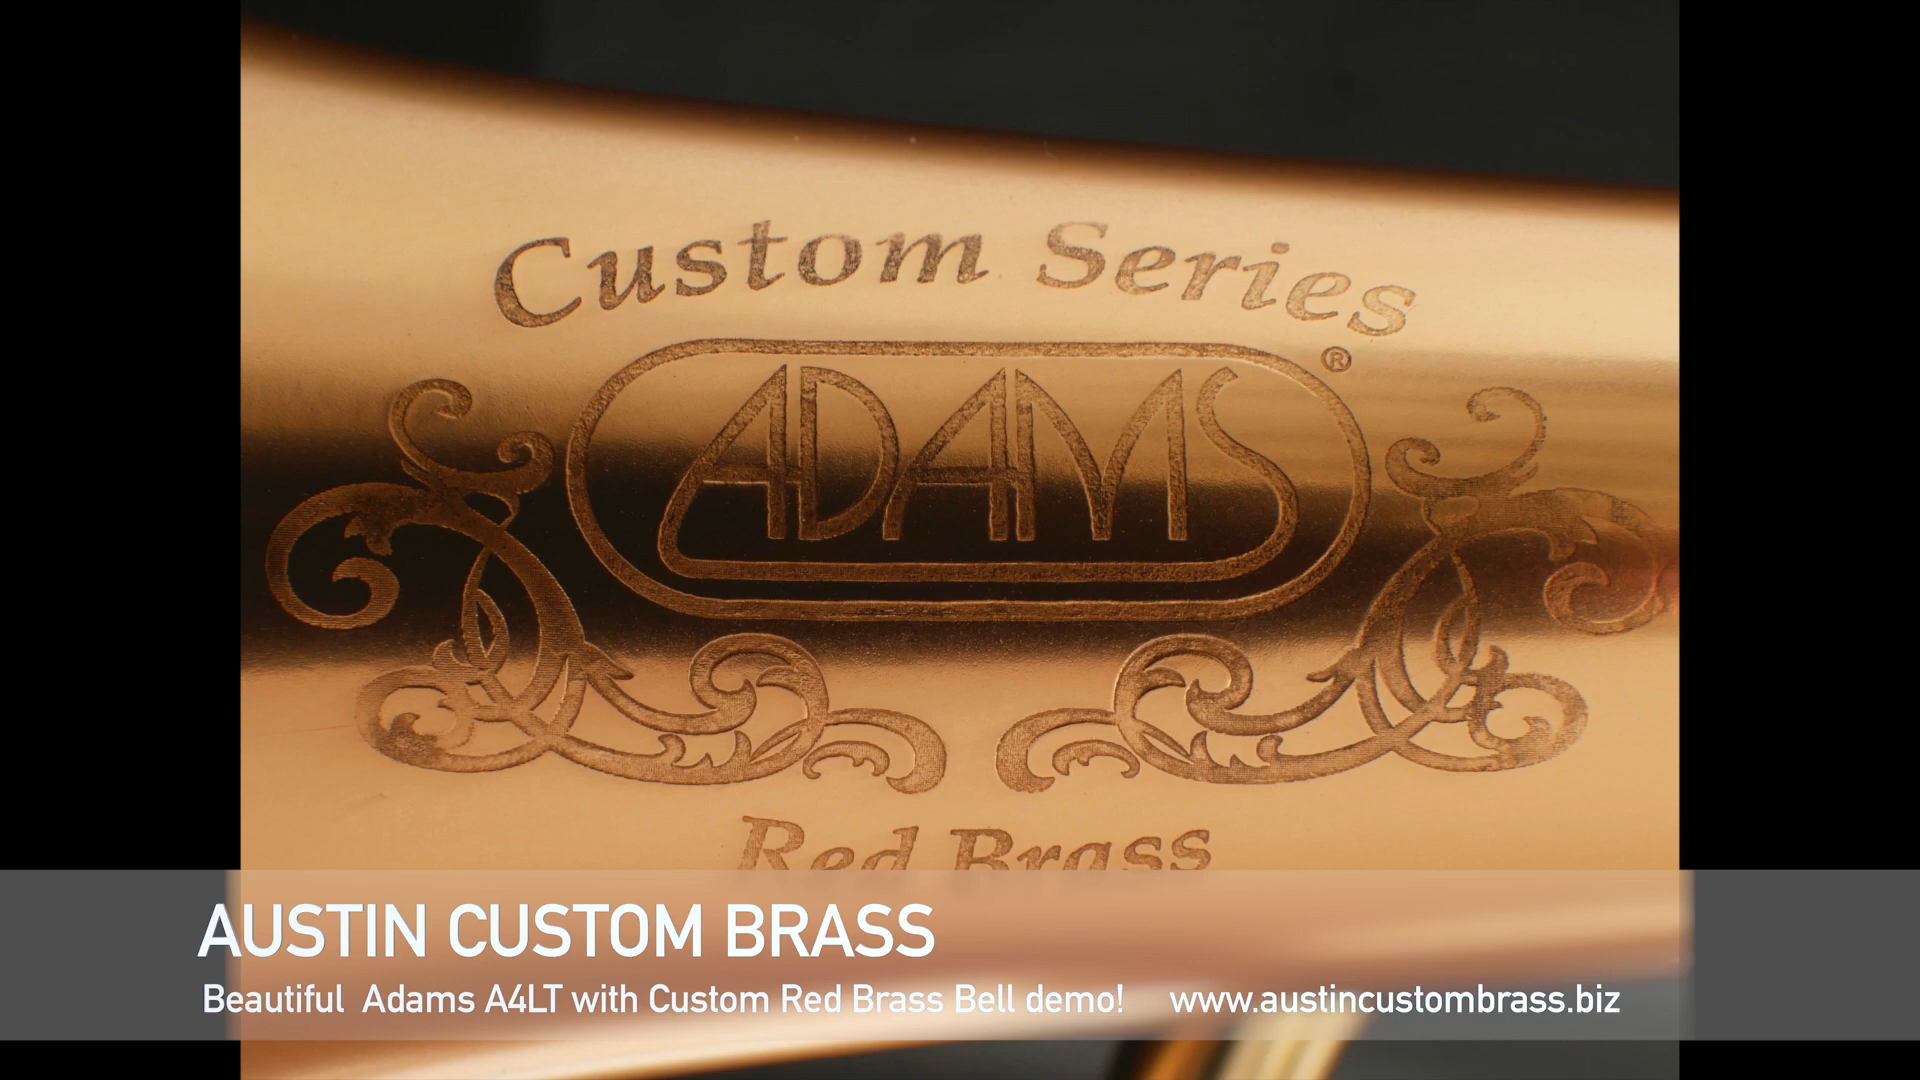 Custom Series
ADAMS®
Red Brass
AUSTIN CUSTOM BRASS
Beautiful Adams A4LT with Custom Red Brass Bell demo! www.austincustombrass.biz